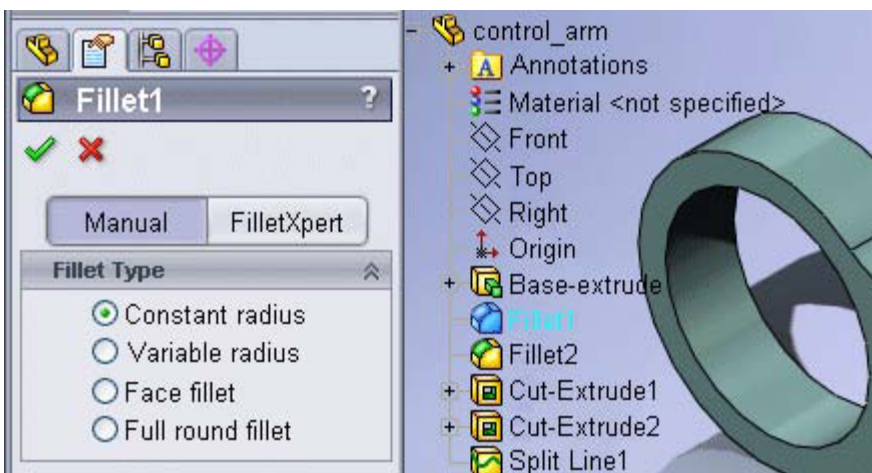 Fillet1
?
Manual
FilletXpert
Fillet Type
Constant radius
Variable radius
Face fillet
Full round fillet
control_arm
A Annotations
Material <not specified>
Front
Top
Right
Origin
Base-extrude
Fillet1
Fillet2
Cut-Extrude1
Cut-Extrude2
Split Line1